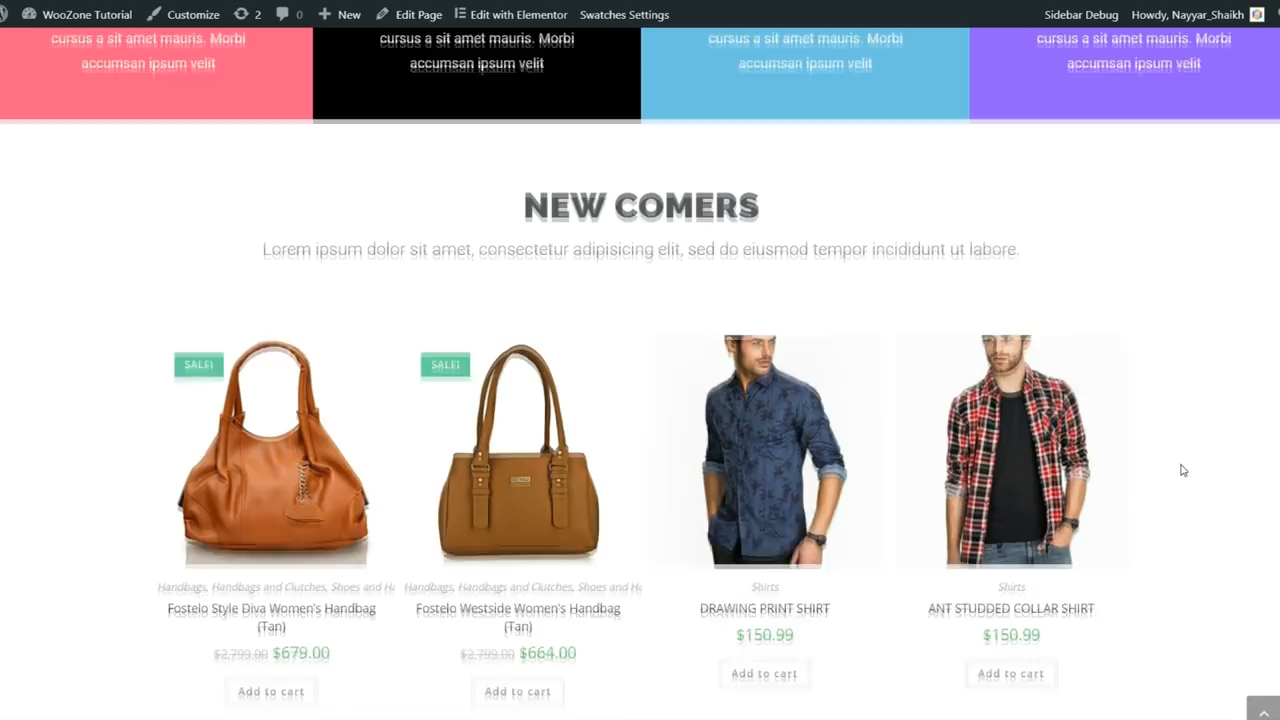 WooZone Tutorial Customize 2 0 New Edit Page Edit with Elementor Swatches Settings Sidebar Debug Howdy, Nayyar_Shaikh
cursus a sit amet mauris. Morbi cursus a sit amet mauris. Morbi cursus a sit amet mauris. Morbi cursus a sit amet mauris. Morbi
accumsan ipsum velit accumsan ipsum velit accumsan ipsum velit accumsan ipsum velit
NEW COMERS
Lorem ipsum dolor sit amet, consectetur adipisicing elit, sed do eiusmod tempor incididunt ut labore.
SALE! SALE!
Handbags, Handbags and Clutches, Shoes and Ha Handbags, Handbags and Clutches, Shoes and Ha Shirts Shirts
Fostelo Style Diva Women's Handbag Fostelo Westside Women's Handbag DRAWING PRINT SHIRT ANT STUDDED COLLAR SHIRT
(Tan) (Tan) $150.99 $150.99
$2,799.00 $679.00 $2,799.00 $664.00
Add to cart Add to cart Add to cart Add to cart